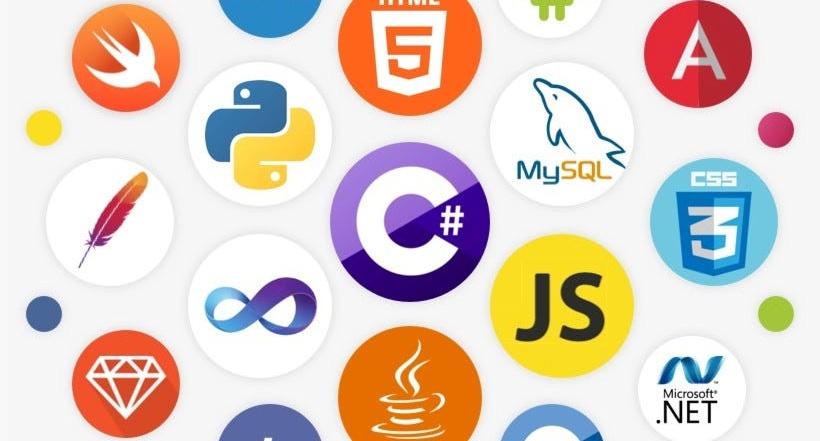 HTML
5
A
MySQL
CSS
3
C#
JS
Microsoft®
.NET